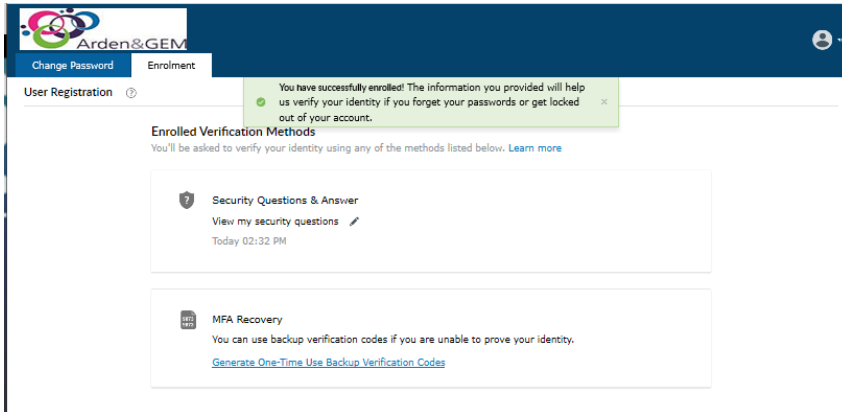 Arden&GEM
Change Password
Enrolment
User Registration
You have successfully enrolled! The information you provided will help
us verify your identity if you forget your passwords or get locked
out of your account.
Enrolled Verification Methods
You'll be asked to verify your identity using any of the methods listed below. Learn more
Security Questions & Answer
View my security questions
Today 02:32 PM
MFA Recovery
You can use backup verification codes if you are unable to prove your identity.
Generate One-Time Use Backup Verification Codes